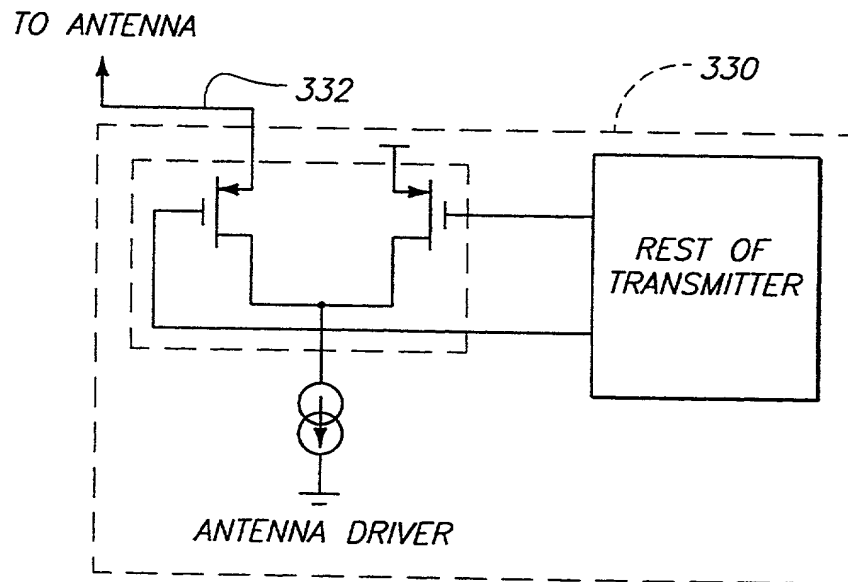 TO ANTENNA
332
330
REST OF
TRANSMITTER
ANTENNA DRIVER